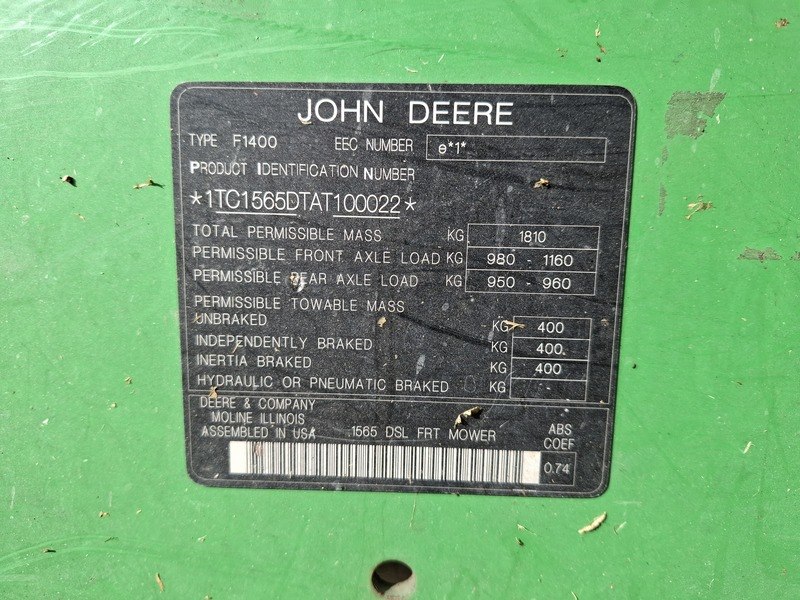 JOHN DEERE
TYPE F1400 EEC NUMBER e*1*
PRODUCT IDENTIFICATION NUMBER
*1TC1565DTAT100022*
TOTAL PERMISSIBLE MASS KG 1810
PERMISSIBLE FRONT AXLE LOAD KG 980 - 1160
PERMISSIBLE REAR AXLE LOAD KG 950 - 960
PERMISSIBLE TOWABLE MASS
UNBRAKED KG 400
INDEPENDENTLY BRAKED KG 400
INERTIA BRAKED KG 400
HYDRAULIC OR PNEUMATIC BRAKED KG -
DEERE & COMPANY
MOLINE ILLINOIS
ASSEMBLED IN USA 1565 DSL FRT MOWER
ABS
COEF
0.74